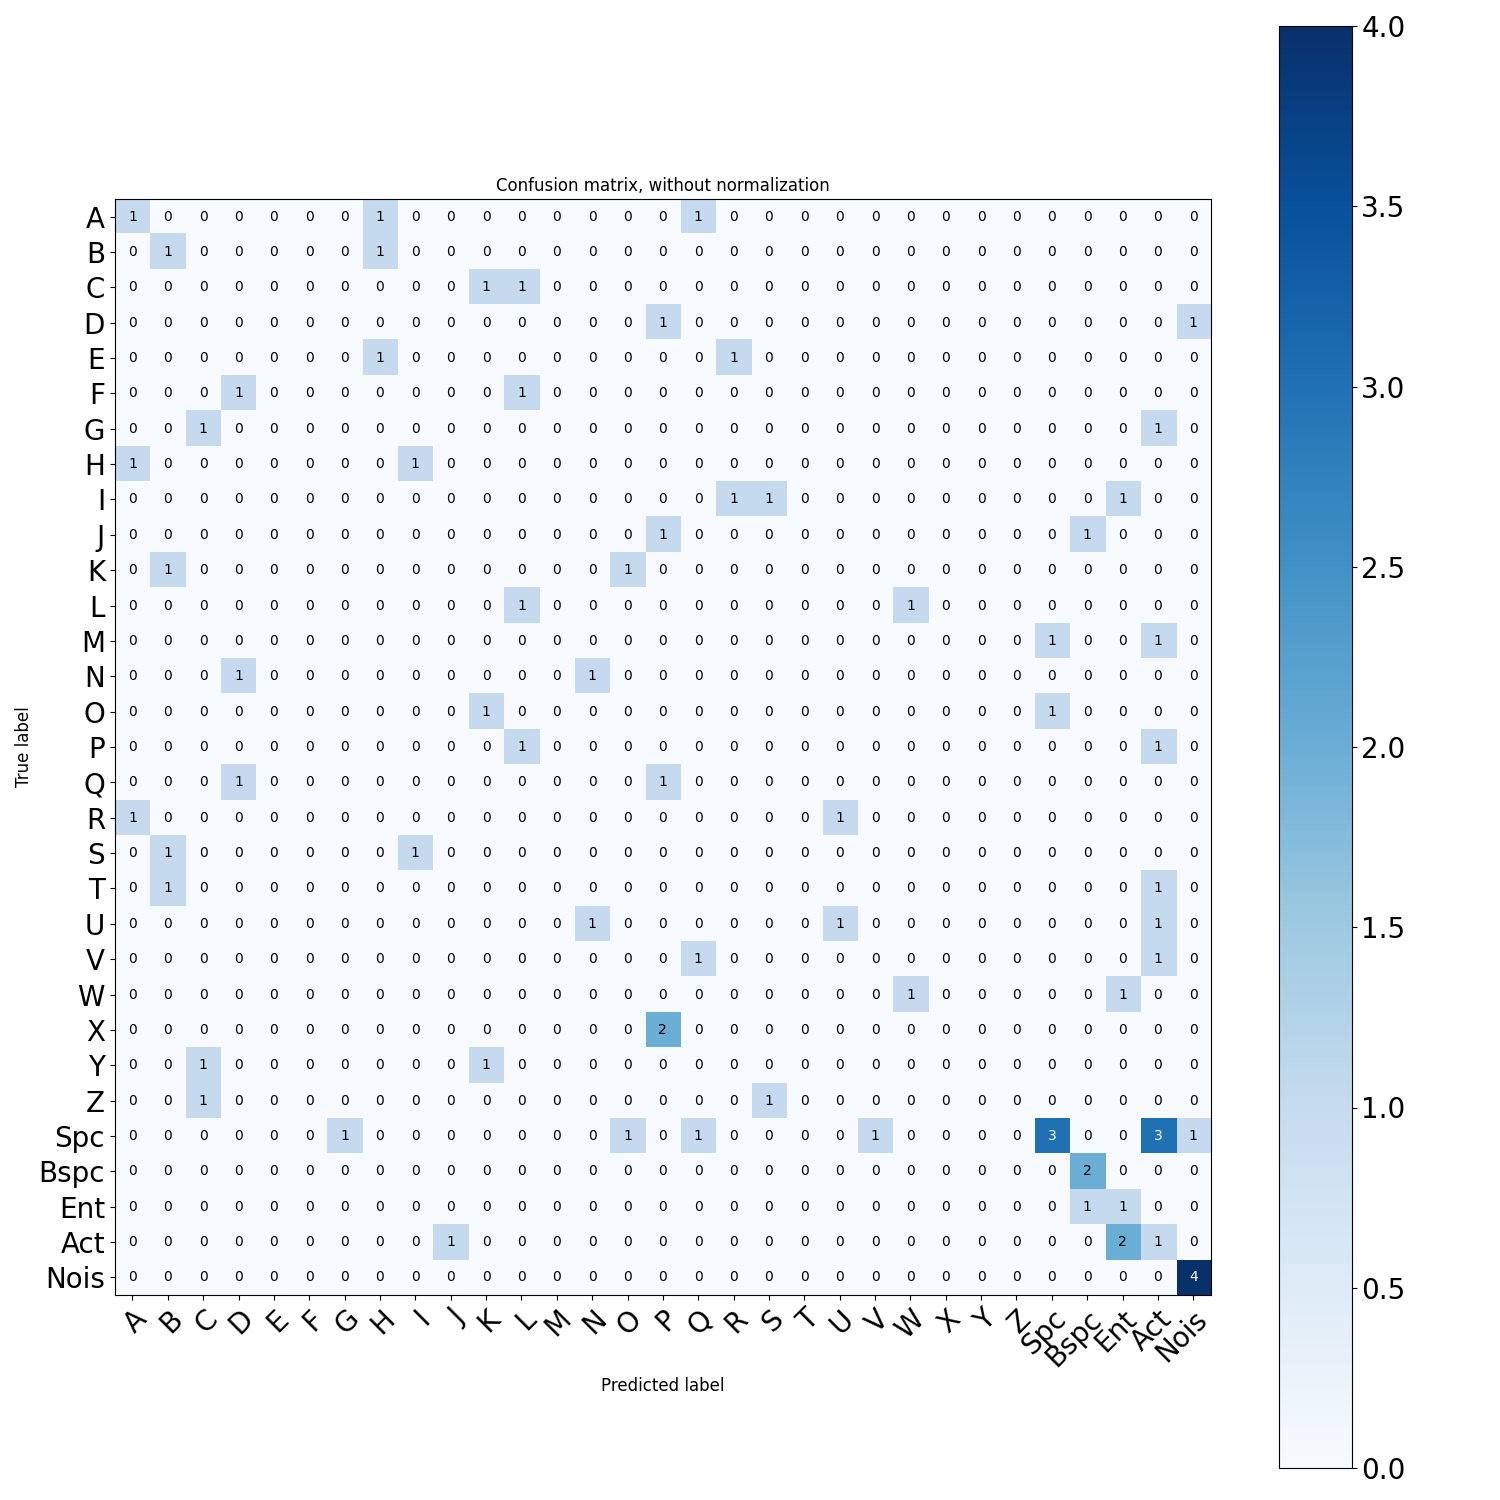 Confusion matrix, without normalization
A 1 0 0 0 0 0 0 1 0 0 0 0 0 0 0 0 1 0 0 0 0 0 0 0 0 0 0 0 0 0 0
B 0 1 0 0 0 0 0 1 0 0 0 0 0 0 0 0 0 0 0 0 0 0 0 0 0 0 0 0 0 0 0
C 0 0 0 0 0 0 0 0 0 0 1 1 0 0 0 0 0 0 0 0 0 0 0 0 0 0 0 0 0 0 0
D 0 0 0 0 0 0 0 0 0 0 0 0 0 0 0 1 0 0 0 0 0 0 0 0 0 0 0 0 0 0 1
E 0 0 0 0 0 0 0 1 0 0 0 0 0 0 0 0 0 1 0 0 0 0 0 0 0 0 0 0 0 0 0
F 0 0 0 1 0 0 0 0 0 0 0 1 0 0 0 0 0 0 0 0 0 0 0 0 0 0 0 0 0 0 0
G 0 0 1 0 0 0 0 0 0 0 0 0 0 0 0 0 0 0 0 0 0 0 0 0 0 0 0 0 0 1 0
H 1 0 0 0 0 0 0 0 1 0 0 0 0 0 0 0 0 0 0 0 0 0 0 0 0 0 0 0 0 0 0
I 0 0 0 0 0 0 0 0 0 0 0 0 0 0 0 0 0 1 1 0 0 0 0 0 0 0 0 0 1 0 0
J 0 0 0 0 0 0 0 0 0 0 0 0 0 0 0 1 0 0 0 0 0 0 0 0 0 0 0 1 0 0 0
K 0 1 0 0 0 0 0 0 0 0 0 0 0 0 1 0 0 0 0 0 0 0 0 0 0 0 0 0 0 0 0
L 0 0 0 0 0 0 0 0 0 0 0 1 0 0 0 0 0 0 0 0 0 0 1 0 0 0 0 0 0 0 0
M 0 0 0 0 0 0 0 0 0 0 0 0 0 0 0 0 0 0 0 0 0 0 0 0 0 0 1 0 0 1 0
N 0 0 0 1 0 0 0 0 0 0 0 0 0 1 0 0 0 0 0 0 0 0 0 0 0 0 0 0 0 0 0
O 0 0 0 0 0 0 0 0 0 0 1 0 0 0 0 0 0 0 0 0 0 0 0 0 0 0 1 0 0 0 0
P 0 0 0 0 0 0 0 0 0 0 0 1 0 0 0 0 0 0 0 0 0 0 0 0 0 0 0 0 0 1 0
Q 0 0 0 1 0 0 0 0 0 0 0 0 0 0 0 1 0 0 0 0 0 0 0 0 0 0 0 0 0 0 0
R 1 0 0 0 0 0 0 0 0 0 0 0 0 0 0 0 0 0 0 0 1 0 0 0 0 0 0 0 0 0 0
S 0 1 0 0 0 0 0 0 1 0 0 0 0 0 0 0 0 0 0 0 0 0 0 0 0 0 0 0 0 0 0
T 0 1 0 0 0 0 0 0 0 0 0 0 0 0 0 0 0 0 0 0 0 0 0 0 0 0 0 0 0 1 0
U 0 0 0 0 0 0 0 0 0 0 0 0 0 1 0 0 0 0 0 0 1 0 0 0 0 0 0 0 0 1 0
V 0 0 0 0 0 0 0 0 0 0 0 0 0 0 0 0 1 0 0 0 0 0 0 0 0 0 0 0 0 1 0
W 0 0 0 0 0 0 0 0 0 0 0 0 0 0 0 0 0 0 0 0 0 0 1 0 0 0 0 0 1 0 0
X 0 0 0 0 0 0 0 0 0 0 0 0 0 0 0 2 0 0 0 0 0 0 0 0 0 0 0 0 0 0 0
Y 0 0 1 0 0 0 0 0 0 0 1 0 0 0 0 0 0 0 0 0 0 0 0 0 0 0 0 0 0 0 0
Z 0 0 1 0 0 0 0 0 0 0 0 0 0 0 0 0 0 0 1 0 0 0 0 0 0 0 0 0 0 0 0
Spc 0 0 0 0 0 0 1 0 0 0 0 0 0 0 1 0 1 0 0 0 0 1 0 0 0 0 3 0 0 3 1
Bspc 0 0 0 0 0 0 0 0 0 0 0 0 0 0 0 0 0 0 0 0 0 0 0 0 0 0 0 2 0 0 0
Ent 0 0 0 0 0 0 0 0 0 0 0 0 0 0 0 0 0 0 0 0 0 0 0 0 0 0 0 1 1 0 0
Act 0 0 0 0 0 0 0 0 0 1 0 0 0 0 0 0 0 0 0 0 0 0 0 0 0 0 0 0 2 1 0
Nois 0 0 0 0 0 0 0 0 0 0 0 0 0 0 0 0 0 0 0 0 0 0 0 0 0 0 0 0 0 0 4
A B C D E F G H I J K L M N O P Q R S T U V W X Y Z Spc Bspc Ent Act Nois
Predicted label
True label
4.0
3.5
3.0
2.5
2.0
1.5
1.0
0.5
0.0